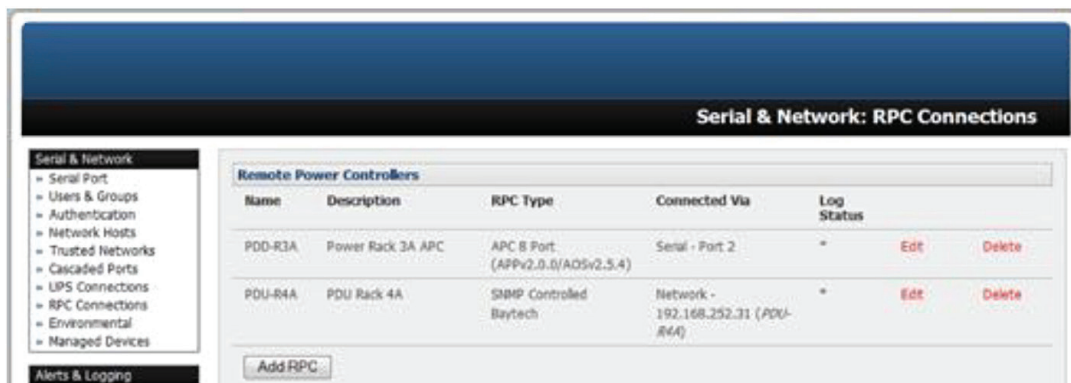 Serial & Network: RPC Connections
Serial & Network
» Serial Port
» Users & Groups
» Authentication
» Network Hosts
» Trusted Networks
» Cascaded Ports
» UPS Connections
» RPC Connections
» Environmental
» Managed Devices
Alerts & Logging
Remote Power Controllers
Name Description RPC Type Connected Via Log
Status
PDD-R3A Power Rack 3A APC APC 8 Port Serial - Port 2 * Edit Delete
(APPv2.0.0/AOSv2.5.4)
PDU-R4A PDU Rack 4A SNMP Controlled Network - * Edit Delete
Baytech 192.168.252.31 (PDU-
R4A)
Add RPC